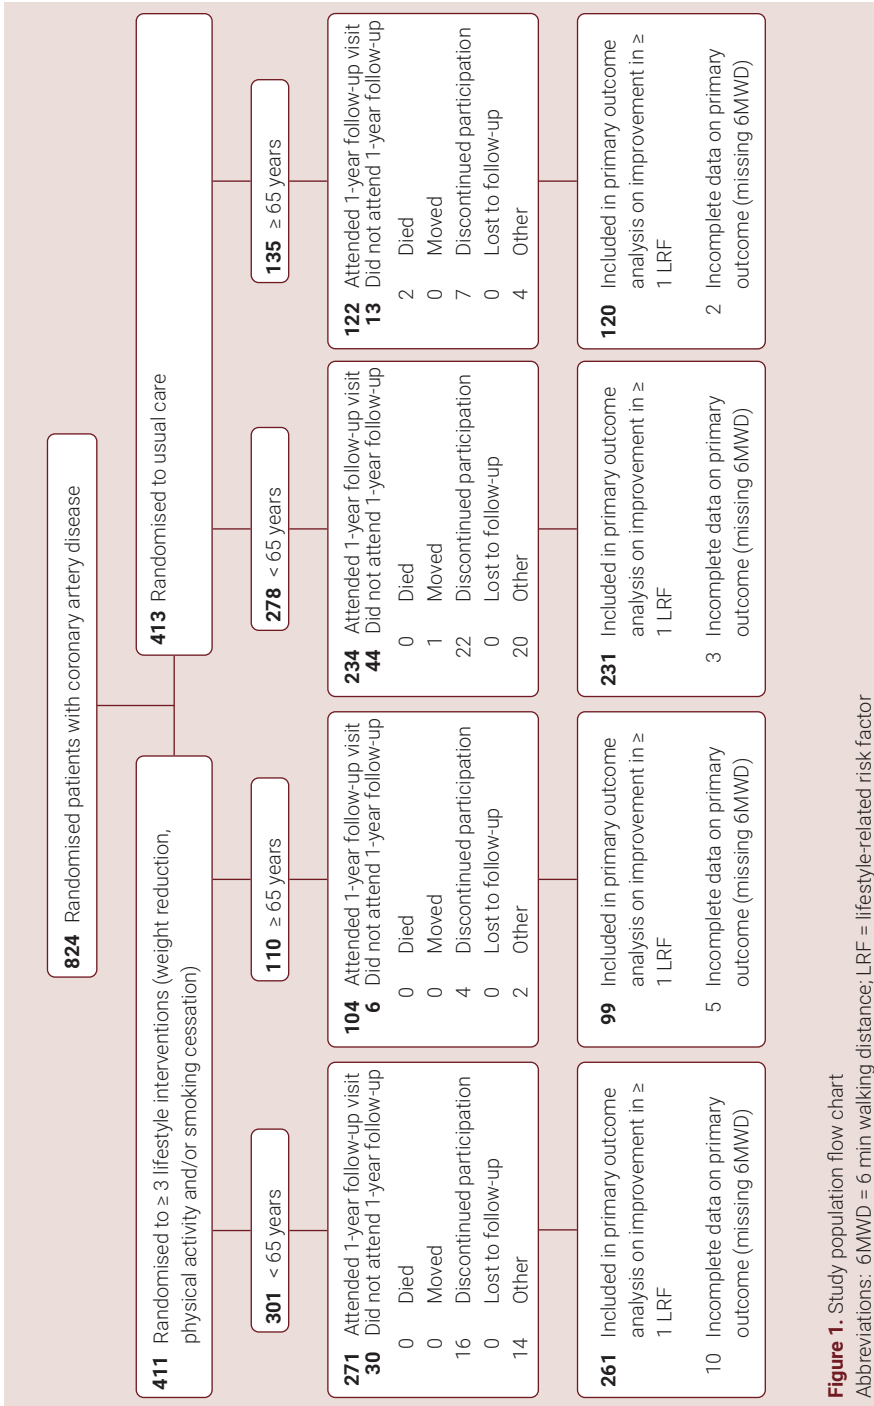 824 Randomised patients with coronary artery disease
411 Randomised to ≥ 3 lifestyle interventions (weight reduction,
physical activity and/or smoking cessation)
413 Randomised to usual care
301 < 65 years
110 ≥ 65 years
278 < 65 years
135 ≥ 65 years
271 Attended 1-year follow-up visit
30 Did not attend 1-year follow-up
0 Died
0 Moved
16 Discontinued participation
0 Lost to follow-up
14 Other
104 Attended 1-year follow-up visit
6 Did not attend 1-year follow-up
0 Died
0 Moved
4 Discontinued participation
0 Lost to follow-up
2 Other
234 Attended 1-year follow-up visit
44 Did not attend 1-year follow-up
0 Died
1 Moved
22 Discontinued participation
0 Lost to follow-up
20 Other
122 Attended 1-year follow-up visit
13 Did not attend 1-year follow-up
2 Died
0 Moved
7 Discontinued participation
0 Lost to follow-up
4 Other
261 Included in primary outcome
analysis on improvement in ≥
1 LRF
10 Incomplete data on primary
outcome (missing 6MWD)
99 Included in primary outcome
analysis on improvement in ≥
1 LRF
5 Incomplete data on primary
outcome (missing 6MWD)
231 Included in primary outcome
analysis on improvement in ≥
1 LRF
3 Incomplete data on primary
outcome (missing 6MWD)
120 Included in primary outcome
analysis on improvement in ≥
1 LRF
2 Incomplete data on primary
outcome (missing 6MWD)
Figure 1. Study population flow chart
Abbreviations: 6MWD = 6 min walking distance; LRF = lifestyle-related risk factor